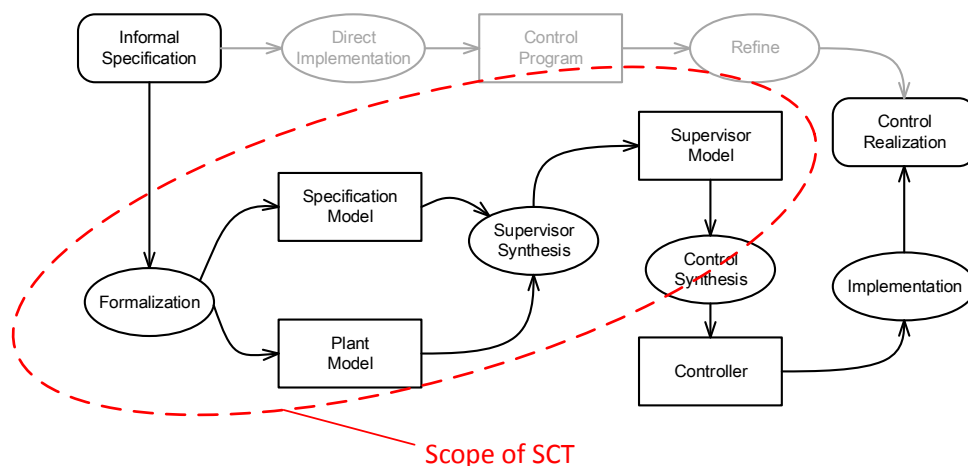 Informal
Specification
Direct
Implementation
Control
Program
Refine
Control
Realization
Supervisor
Model
Specification
Model
Supervisor
Synthesis
Control
Synthesis
Formalization
Implementation
Plant
Model
Controller
Scope of SCT